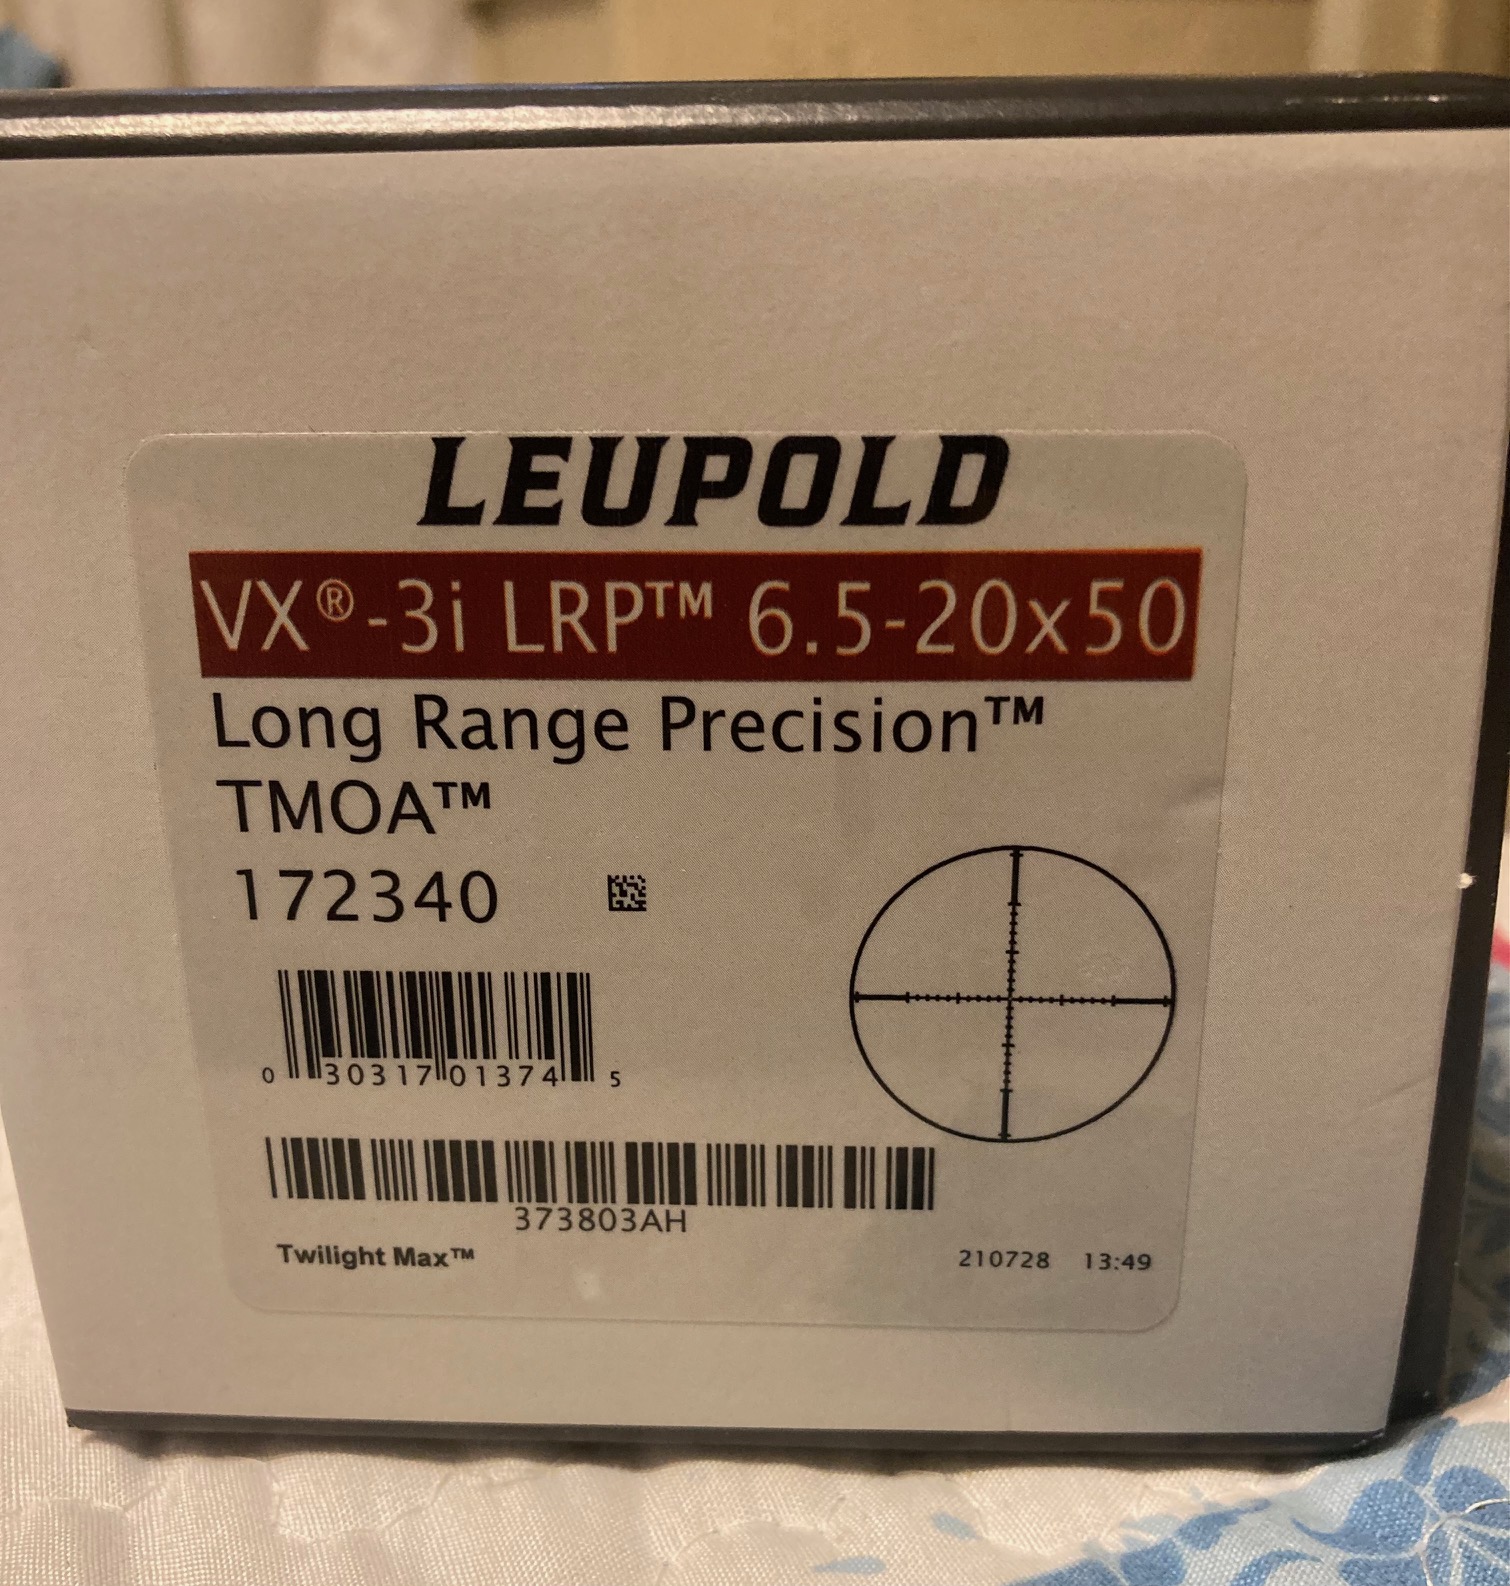 LEUPOLD
VX®-3i LRP™ 6.5-20x50
Long Range Precision™
TMOA™
172340
0 30317 01374 5
373803AH
Twilight Max™
210728 13:49